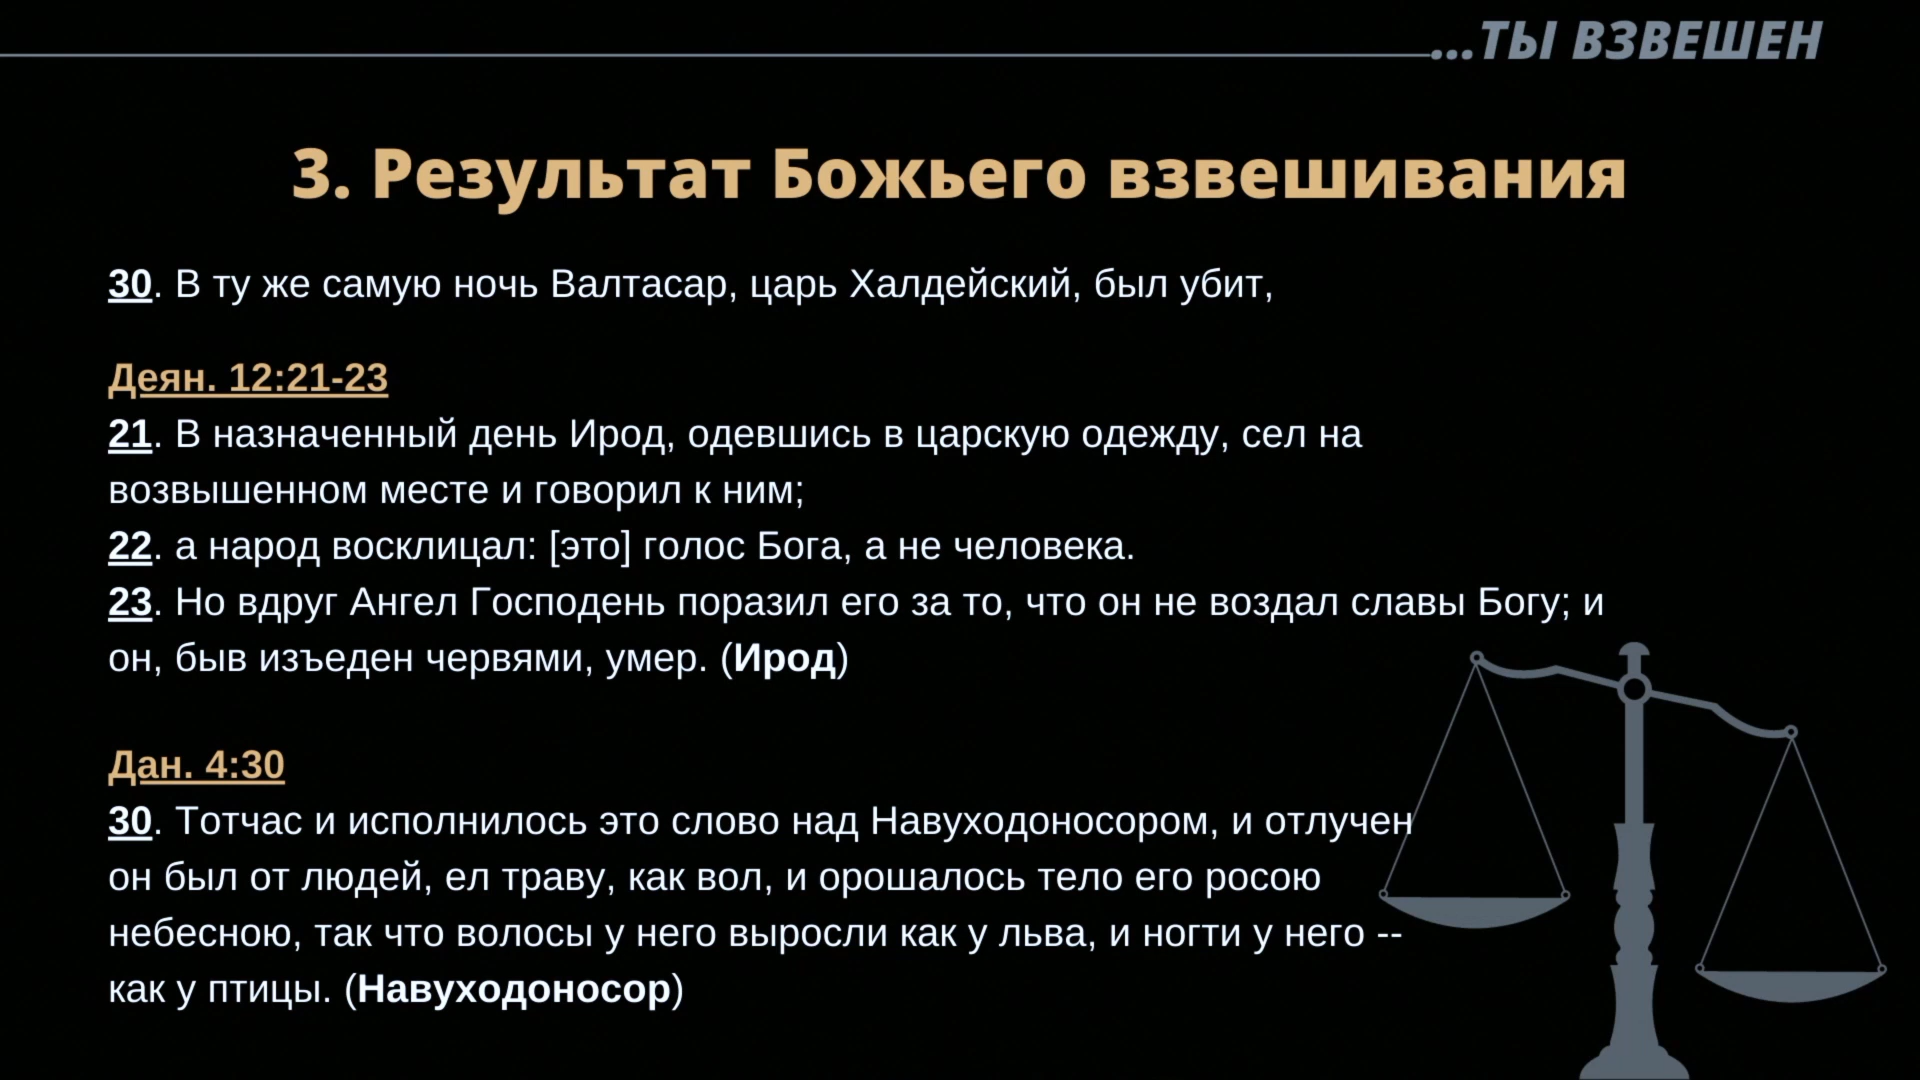 ...ТЫ ВЗВЕШЕН
3. Результат Божьего взвешивания
30. В ту же самую ночь Валтасар, царь Халдейский, был убит,
Деян. 12:21-23
21. В назначенный день Ирод, одевшись в царскую одежду, сел на
возвышенном месте и говорил к ним;
22. а народ восклицал: [это] голос Бога, а не человека.
23. Но вдруг Ангел Господень поразил его за то, что он не воздал славы Богу; и
он, быв изъеден червями, умер. (Ирод)
Дан. 4:30
30. Тотчас и исполнилось это слово над Навуходоносором, и отлучен
он был от людей, ел траву, как вол, и орошалось тело его росою
небесною, так что волосы у него выросли как у льва, и ногти у него --
как у птицы. (Навуходоносор)